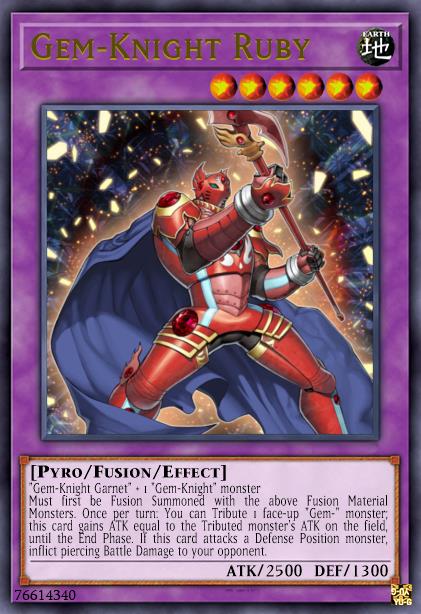 GEM-KNIGHT RUBY
EARTH
地
[PYRO/FUSION/EFFECT]
"Gem-Knight Garnet" + 1 "Gem-Knight" monster
Must first be Fusion Summoned with the above Fusion Material
Monsters. Once per turn: You can Tribute 1 face-up "Gem-" monster;
this card gains ATK equal to the Tributed monster's ATK on the field,
until the End Phase. If this card attacks a Defense Position monster,
inflict piercing Battle Damage to your opponent.
ATK/2500 DEF/1300
76614340